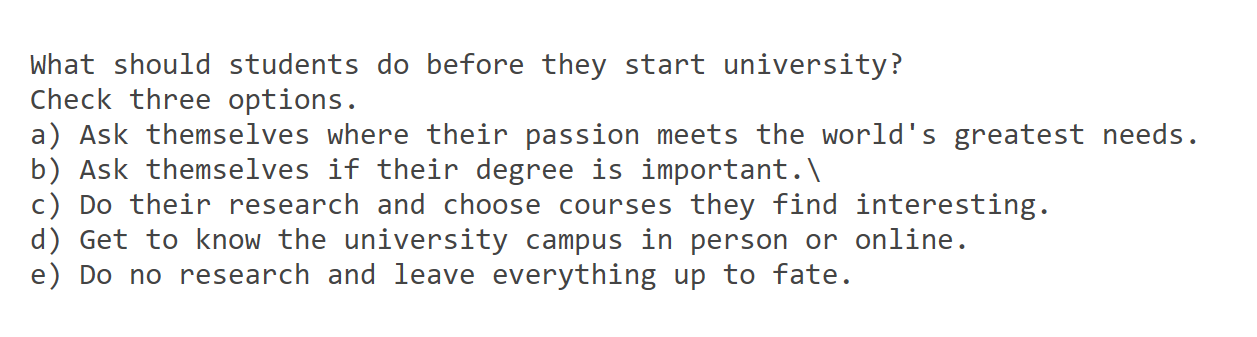 What should students do before they start university?
Check three options.
a) Ask themselves where their passion meets the world's greatest needs.
b) Ask themselves if their degree is important.\
c) Do their research and choose courses they find interesting.
d) Get to know the university campus in person or online.
e) Do no research and leave everything up to fate.